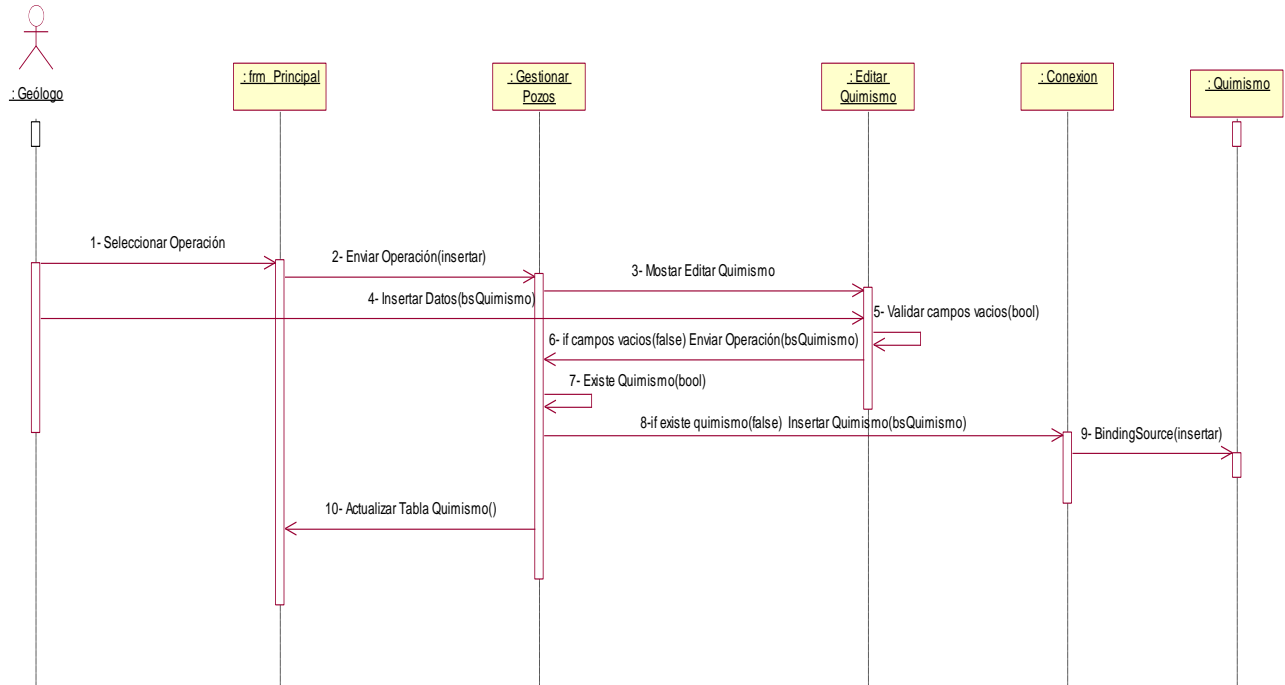 : Geólogo
: frm_Principal
: Gestionar
Pozos
: Editar
Quimismo
: Conexion
: Quimismo
1- Seleccionar Operación
2- Enviar Operación(insertar)
3- Mostar Editar Quimismo
4- Insertar Datos(bsQuimismo)
5- Validar campos vacios(bool)
6- if campos vacios(false) Enviar Operación(bsQuimismo)
7- Existe Quimismo(bool)
8-if existe quimismo(false) Insertar Quimismo(bsQuimismo)
9- BindingSource(insertar)
10- Actualizar Tabla Quimismo()